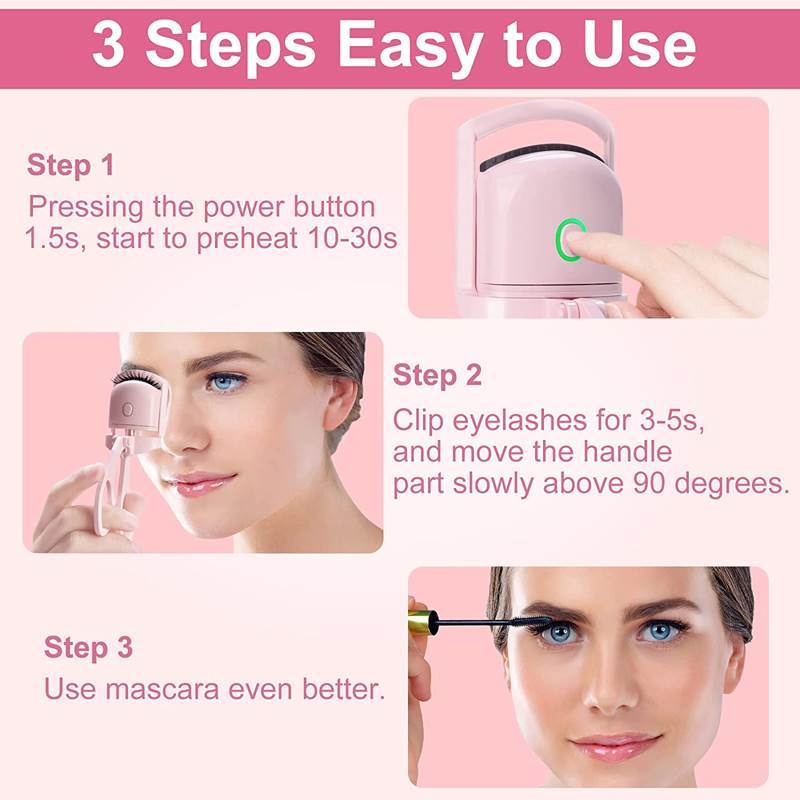 3 Steps Easy to Use
Step 1
Pressing the power button
1.5s, start to preheat 10-30s
Step 2
Clip eyelashes for 3-5s,
and move the handle
part slowly above 90 degrees.
Step 3
Use mascara even better.